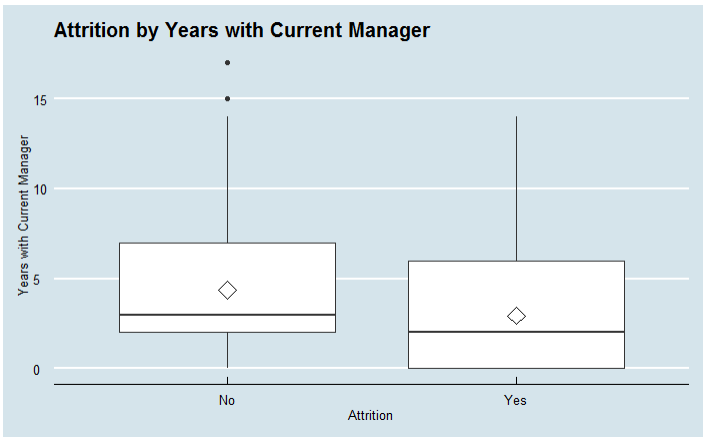 Attrition by Years with Current Manager
Years with Current Manager
15
10
5
0
No
Yes
Attrition